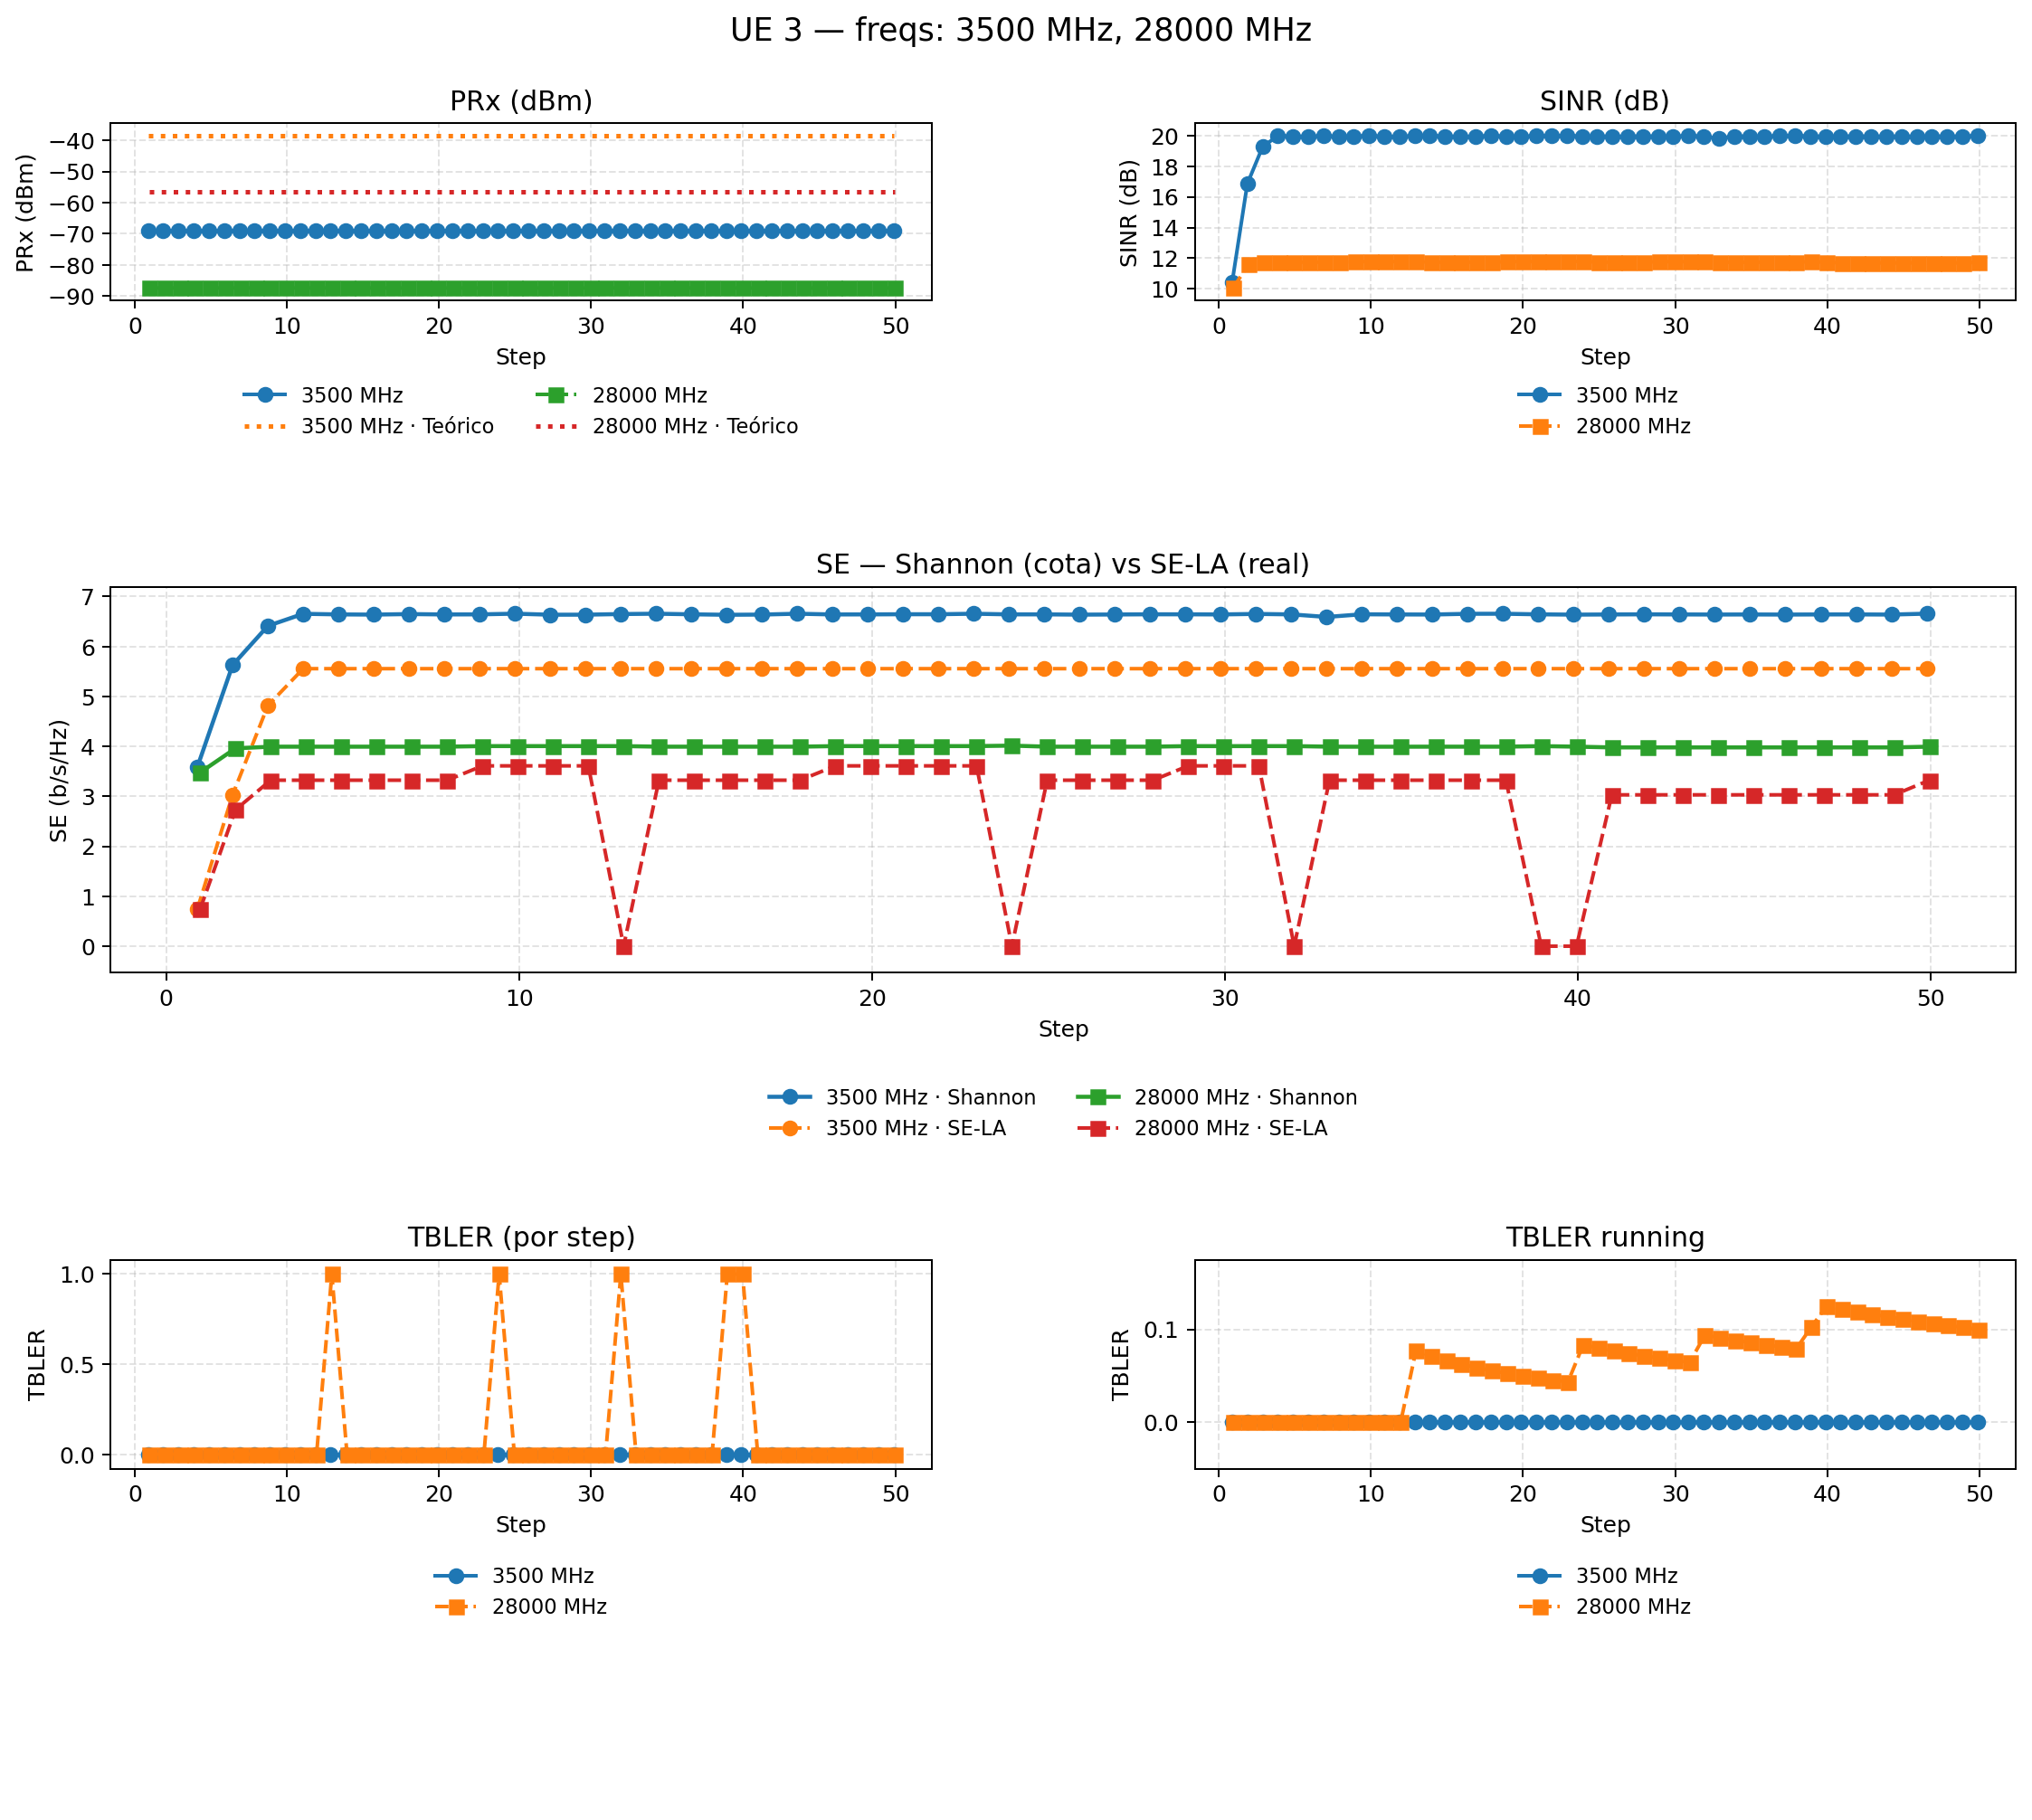 UE 3 — freqs: 3500 MHz, 28000 MHz
PRx (dBm)
PRx (dBm)
−40
−50
−60
−70
−80
−90
0 10 20 30 40 50
Step
3500 MHz
3500 MHz · Teórico
28000 MHz
28000 MHz · Teórico
SINR (dB)
SINR (dB)
20
18
16
14
12
10
0 10 20 30 40 50
Step
3500 MHz
28000 MHz
SE — Shannon (cota) vs SE-LA (real)
SE (b/s/Hz)
7
6
5
4
3
2
1
0
0 10 20 30 40 50
Step
3500 MHz · Shannon
3500 MHz · SE-LA
28000 MHz · Shannon
28000 MHz · SE-LA
TBLER (por step)
TBLER
1.0
0.5
0.0
0 10 20 30 40 50
Step
3500 MHz
28000 MHz
TBLER running
TBLER
0.1
0.0
0 10 20 30 40 50
Step
3500 MHz
28000 MHz